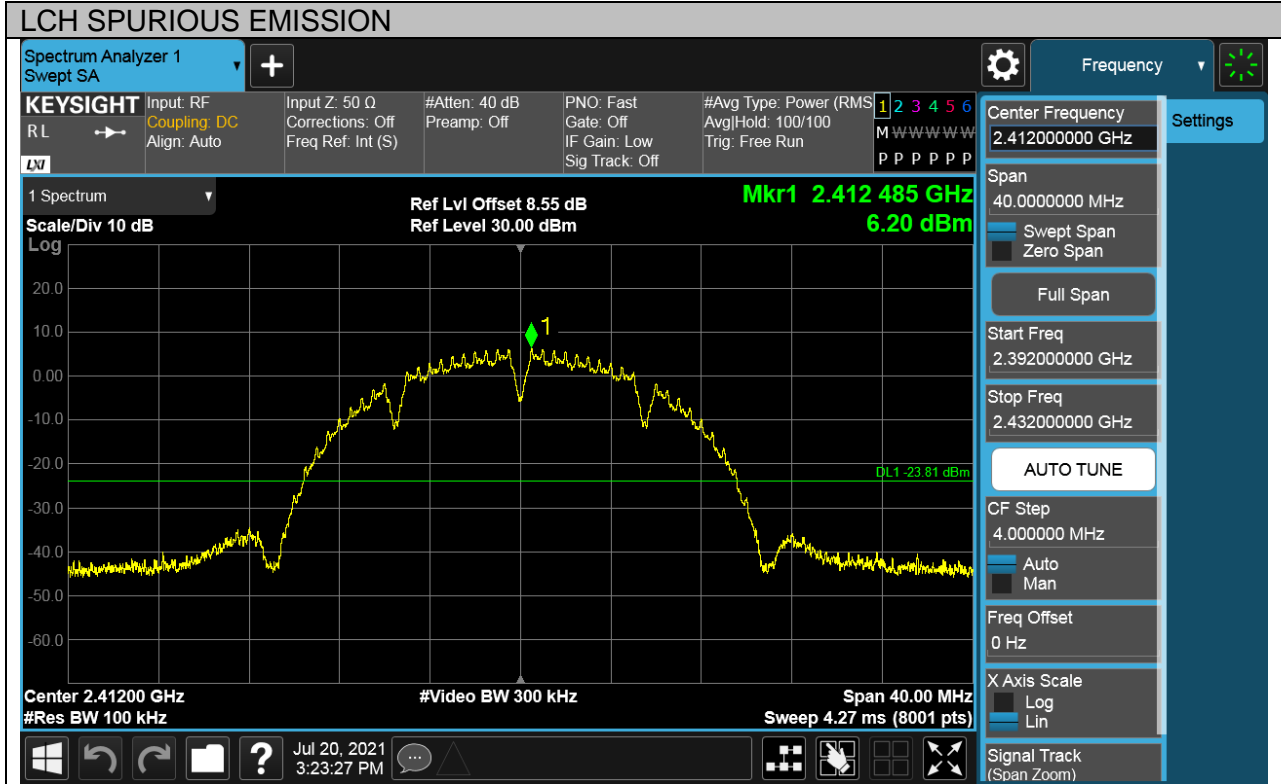 LCH SPURIOUS EMISSION
Spectrum Analyzer 1
Swept SA
+
Frequency
KEYSIGHT
R L
LXI
Input: RF
Coupling: DC
Align: Auto
Input Z: 50 Ω
Corrections: Off
Freq Ref: Int (S)
#Atten: 40 dB
Preamp: Off
PNO: Fast
Gate: Off
IF Gain: Low
Sig Track: Off
#Avg Type: Power (RMS
Avg|Hold: 100/100
Trig: Free Run
1 2 3 4 5 6
M W W W W W
P P P P P P
1 Spectrum
Scale/Div 10 dB
Ref Lvl Offset 8.55 dB
Ref Level 30.00 dBm
Mkr1 2.412 485 GHz
6.20 dBm
Log
20.0
10.0
0.00
-10.0
-20.0
-30.0
-40.0
-50.0
-60.0
1
DL1 -23.81 dBm
Center 2.41200 GHz
#Video BW 300 kHz
Span 40.00 MHz
#Res BW 100 kHz
Sweep 4.27 ms (8001 pts)
?
Jul 20, 2021
3:23:27 PM
Center Frequency
2.412000000 GHz
Settings
Span
40.0000000 MHz
Swept Span
Zero Span
Full Span
Start Freq
2.392000000 GHz
Stop Freq
2.432000000 GHz
AUTO TUNE
CF Step
4.000000 MHz
Auto
Man
Freq Offset
0 Hz
X Axis Scale
Log
Lin
Signal Track
(Span Zoom)